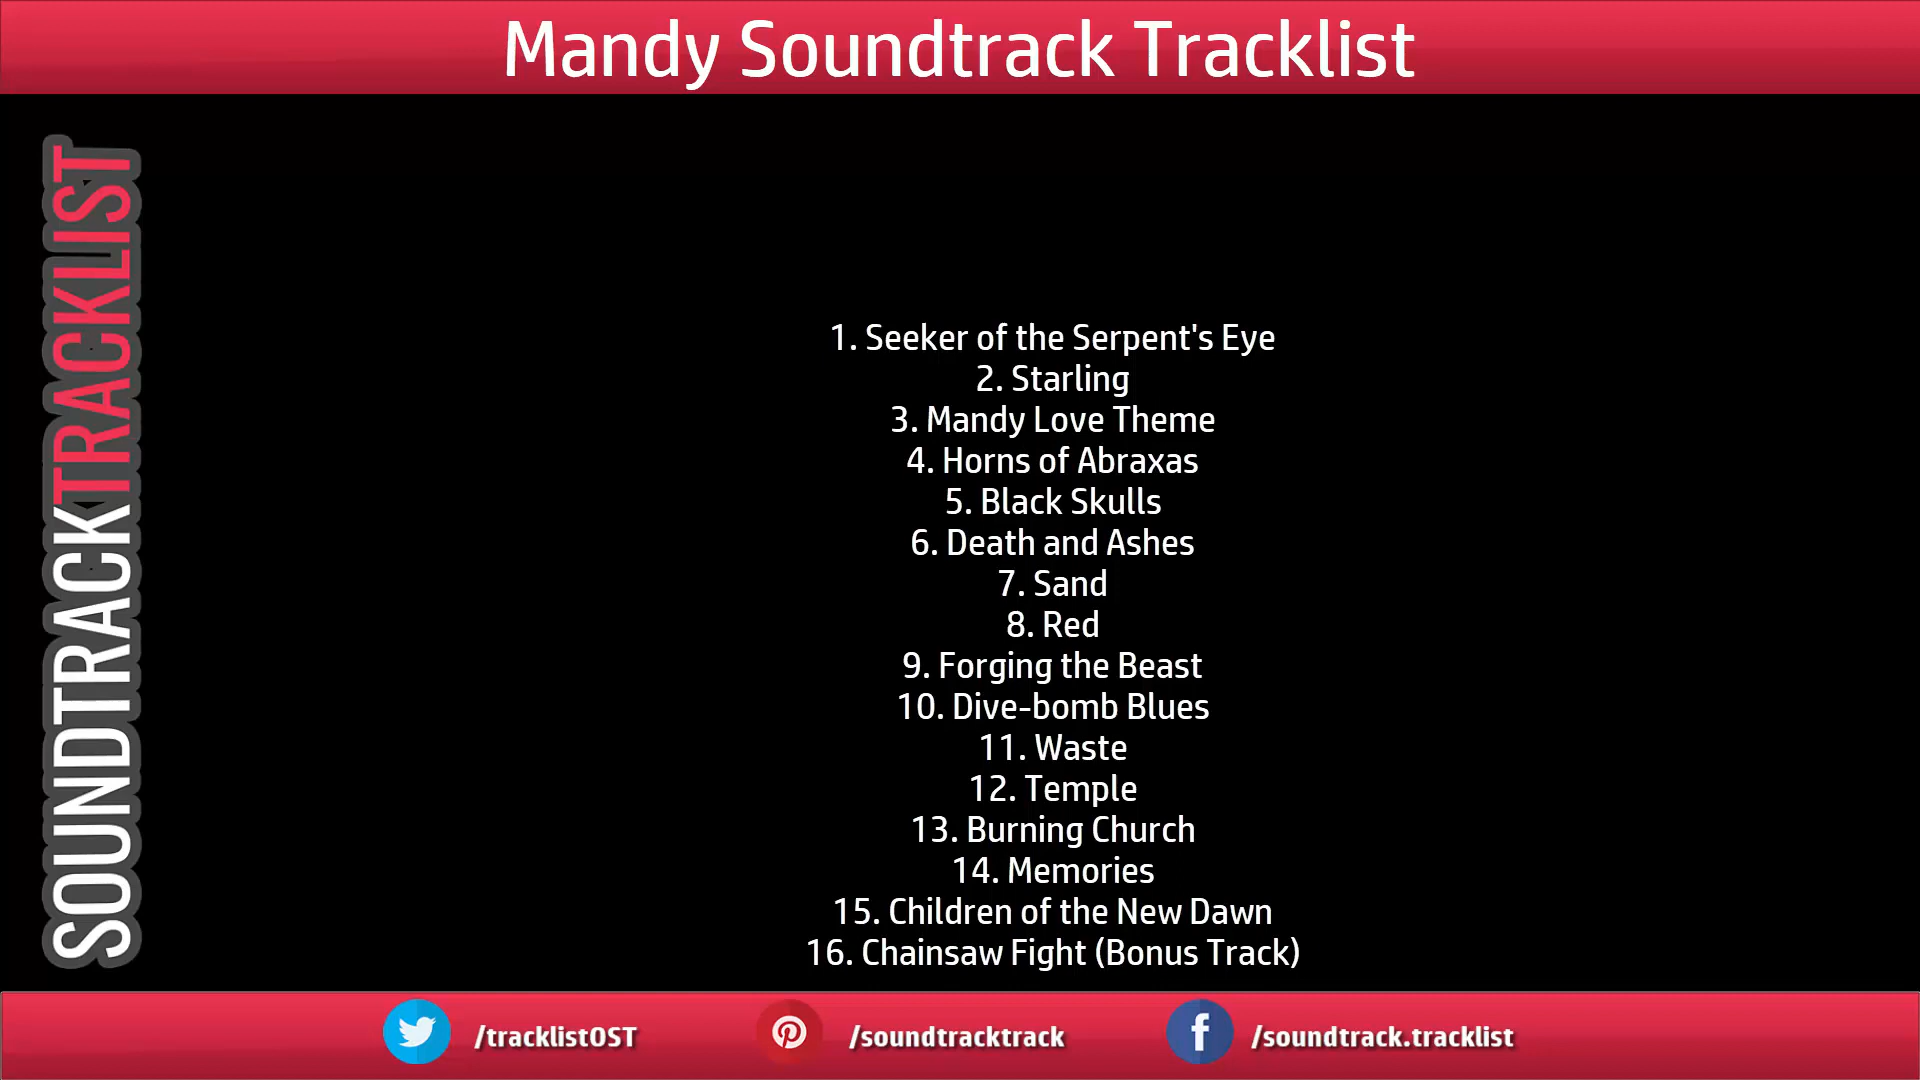 Mandy Soundtrack Tracklist
SOUNDTRACKTRACKLIST
1. Seeker of the Serpent's Eye
2. Starling
3. Mandy Love Theme
4. Horns of Abraxas
5. Black Skulls
6. Death and Ashes
7. Sand
8. Red
9. Forging the Beast
10. Dive-bomb Blues
11. Waste
12. Temple
13. Burning Church
14. Memories
15. Children of the New Dawn
16. Chainsaw Fight (Bonus Track)
/tracklistOST
/soundtracktrack
/soundtrack.tracklist